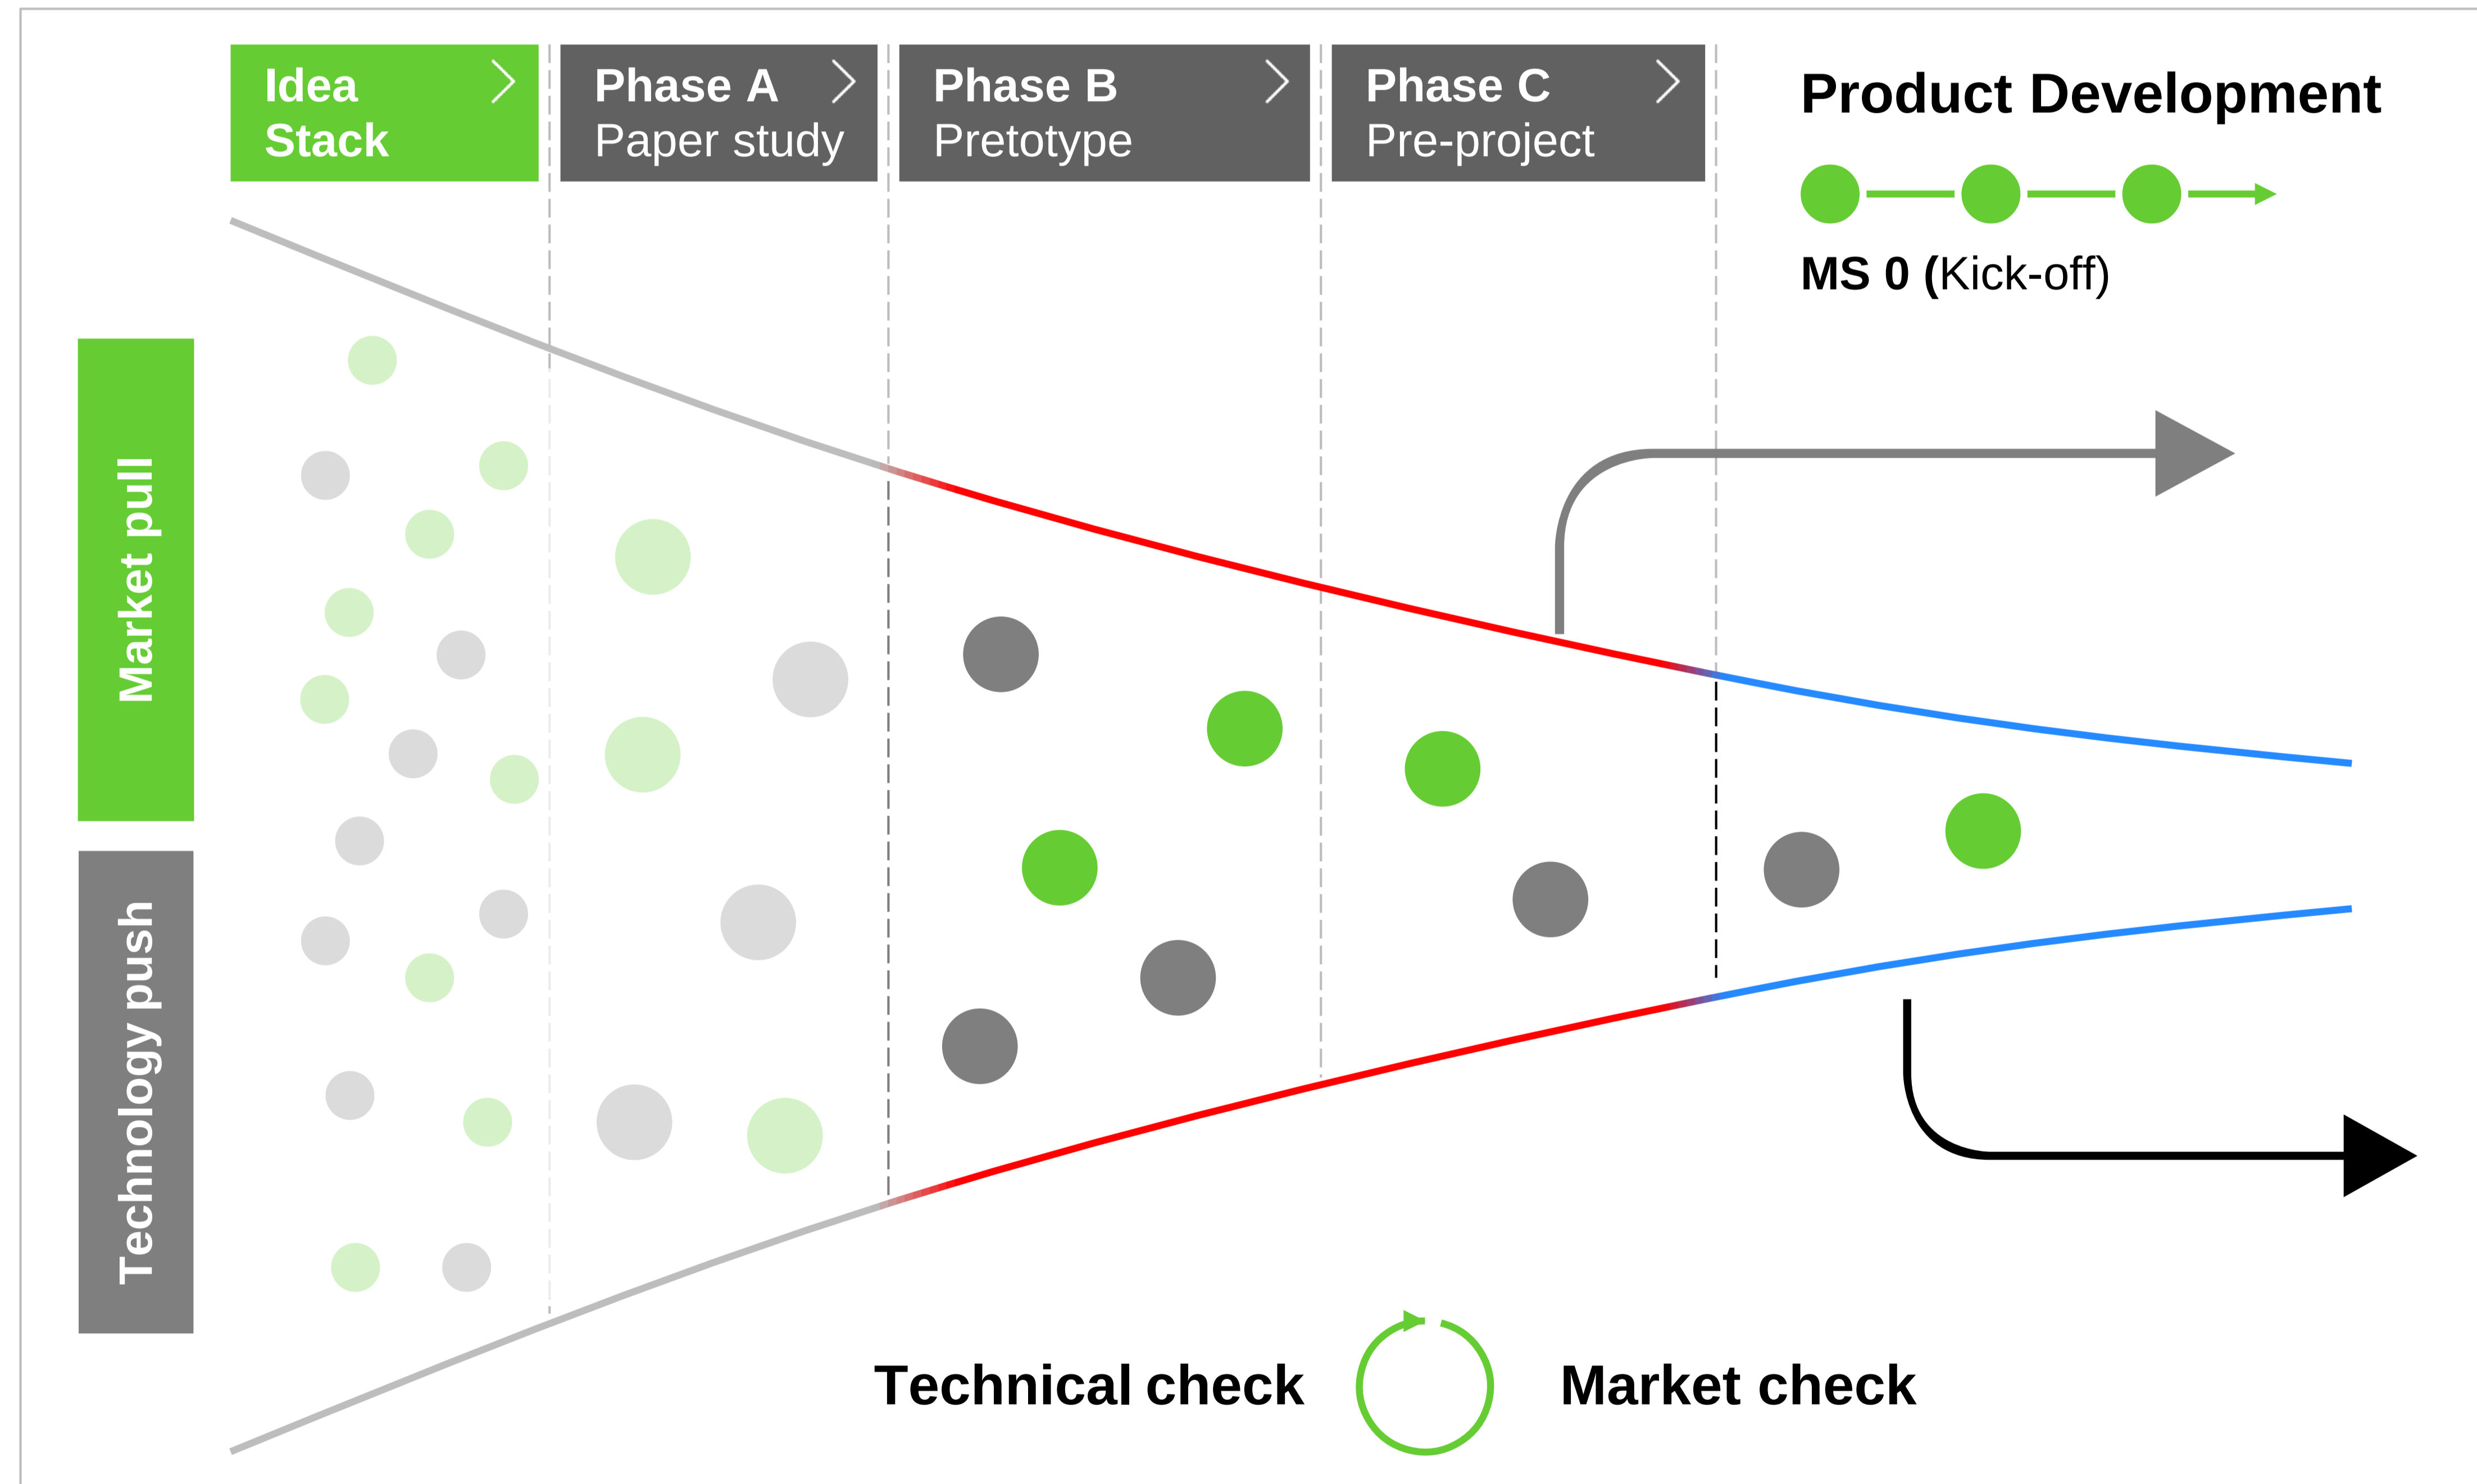 Idea
Stack
Phase A
Paper study
Phase B
Pretotype
Phase C
Pre-project
Product Development
MS 0 (Kick-off)
Market pull
Technology push
Technical check
Market check